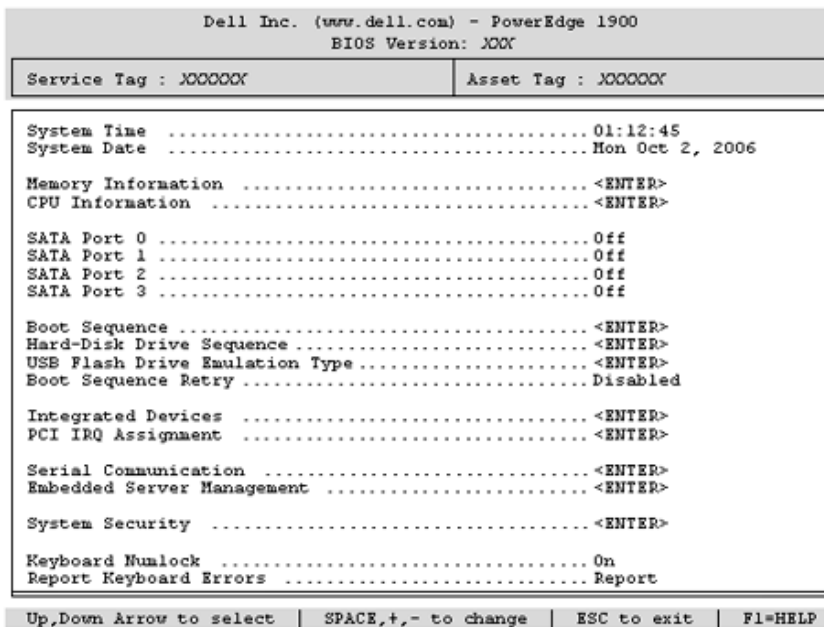 Dell Inc. (www.dell.com) - PowerEdge 1900
BIOS Version: XXX
Service Tag : XXXXXX Asset Tag : XXXXXX
System Time ........................................ 01:12:45
System Date ........................................ Mon Oct 2, 2006
Memory Information ................................. <ENTER>
CPU Information .................................... <ENTER>
SATA Port 0 ......................................... Off
SATA Port 1 ......................................... Off
SATA Port 2 ......................................... Off
SATA Port 3 ......................................... Off
Boot Sequence ....................................... <ENTER>
Hard-Disk Drive Sequence ............................ <ENTER>
USB Flash Drive Emulation Type ...................... <ENTER>
Boot Sequence Retry ................................. Disabled
Integrated Devices ................................. <ENTER>
PCI IRQ Assignment ................................. <ENTER>
Serial Communication ............................... <ENTER>
Embedded Server Management ......................... <ENTER>
System Security .................................... <ENTER>
Keyboard Numlock ................................... On
Report Keyboard Errors ............................. Report
Up,Down Arrow to select | SPACE,+,- to change | ESC to exit | F1=HELP